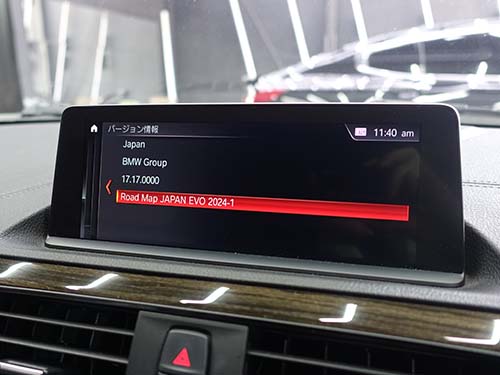 バージョン情報
11:40 am
Japan
BMW Group
17.17.0000
Road Map JAPAN EVO 2024-1